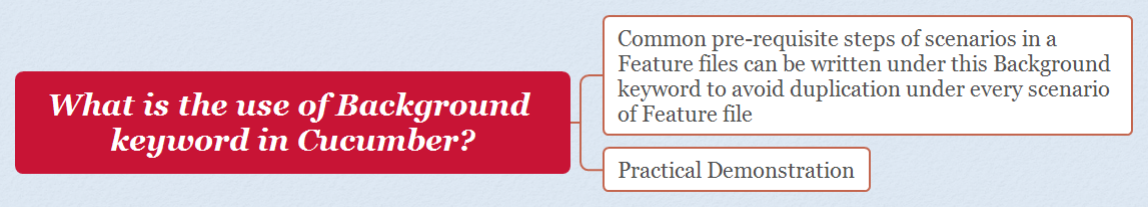 What is the use of Background
keyword in Cucumber?
Common pre-requisite steps of scenarios in a
Feature files can be written under this Background
keyword to avoid duplication under every scenario
of Feature file
Practical Demonstration